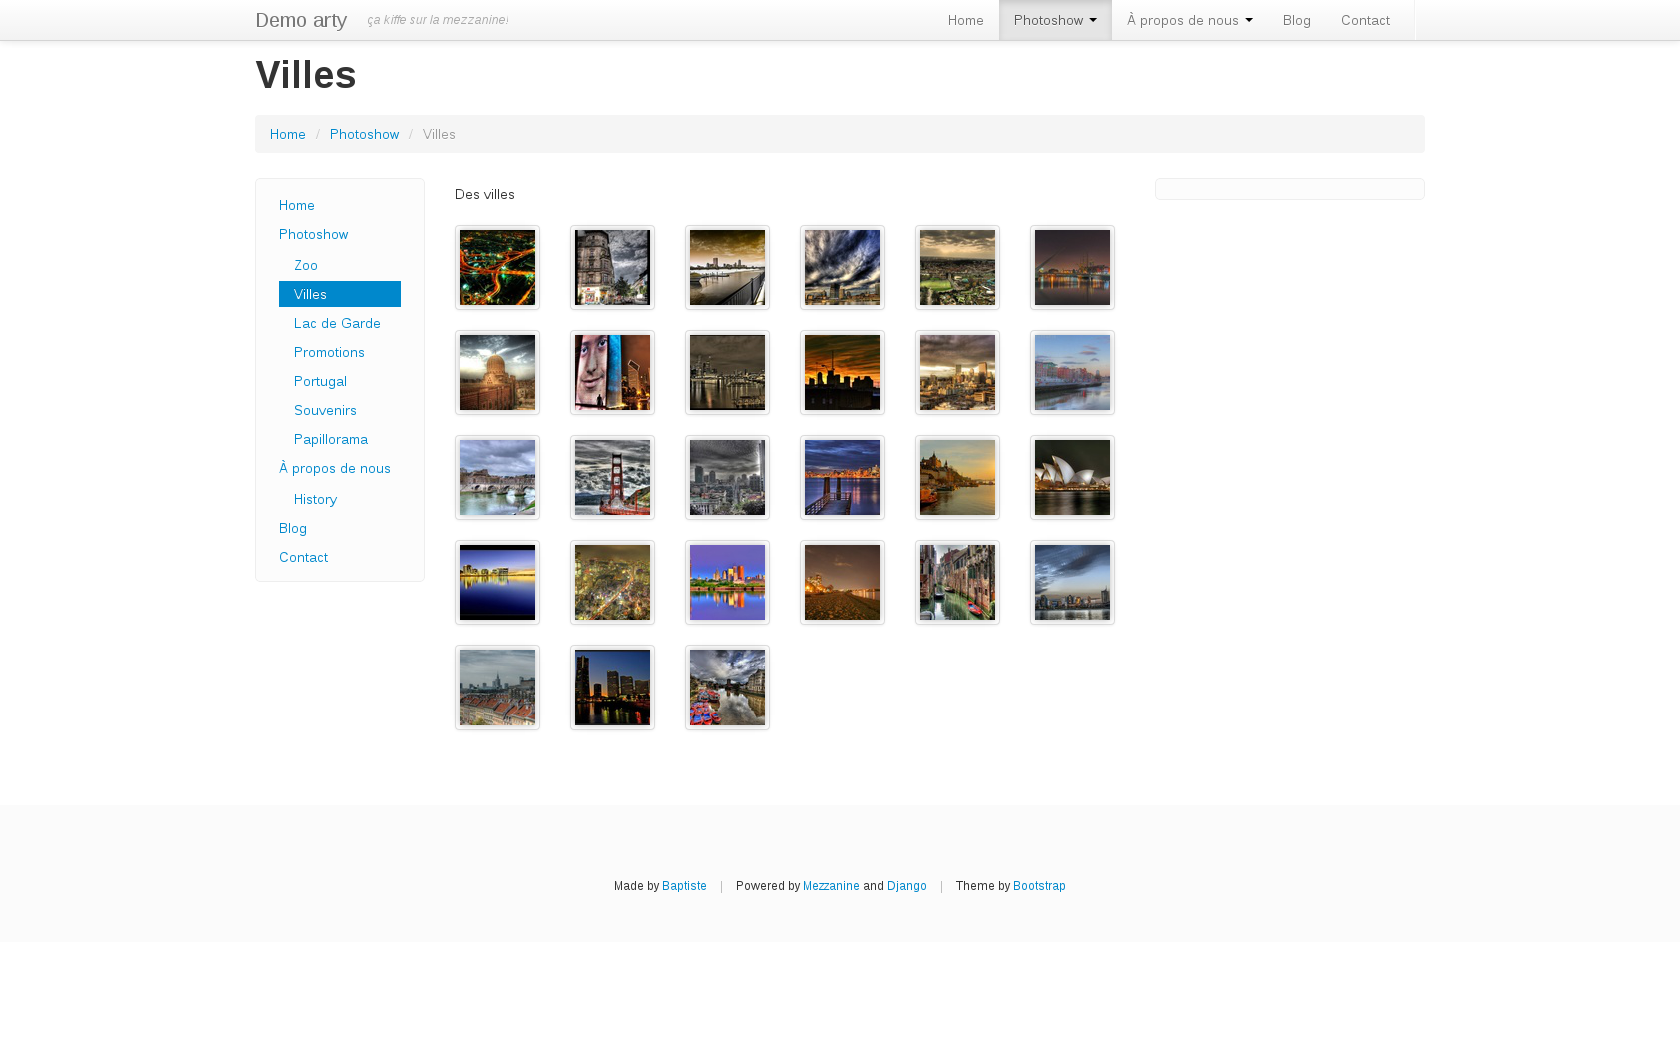 Demo arty ça kiffe sur la mezzanine! Home Photoshow À propos de nous Blog Contact
Villes
Home / Photoshow / Villes
Home
Photoshow
Zoo
Villes
Lac de Garde
Promotions
Portugal
Souvenirs
Papillorama
À propos de nous
History
Blog
Contact
Des villes
Made by Baptiste | Powered by Mezzanine and Django | Theme by Bootstrap